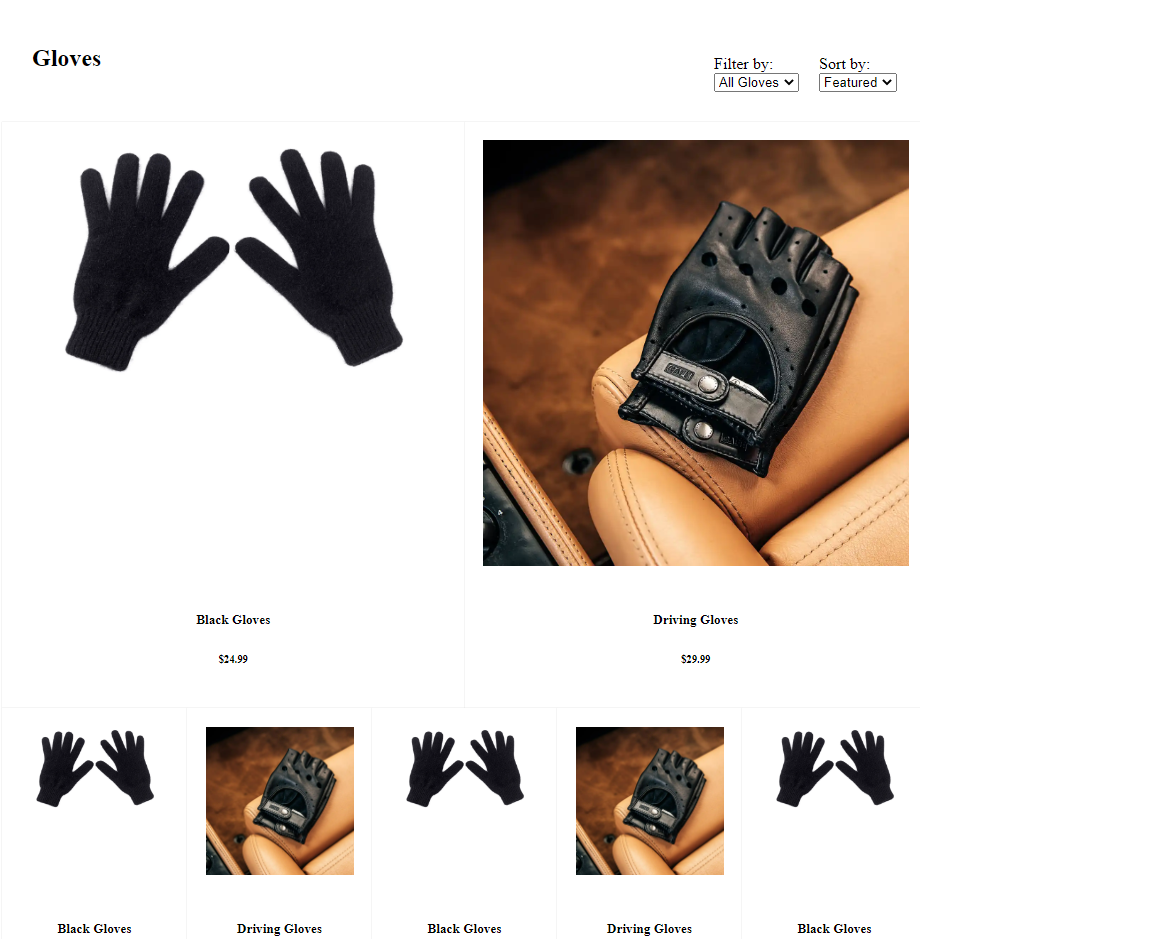 Gloves
Filter by:
All Gloves
Sort by:
Featured
Black Gloves
$24.99
Driving Gloves
$29.99
Black Gloves
Driving Gloves
Black Gloves
Driving Gloves
Black Gloves